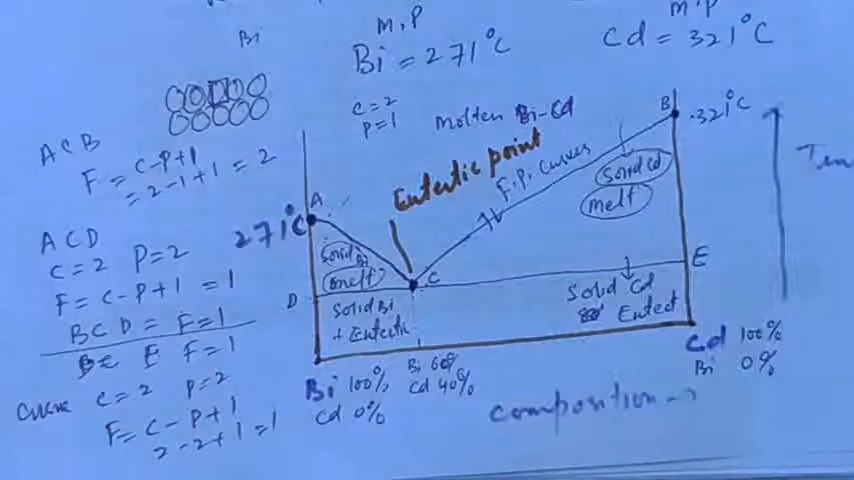 M.P
Bi = 271°C
M.P
Cd = 321°C
Bi
C=2
P=1
Molten Bi-Cd
ACB
F = C-P+1
= 2-1+1 = 2
B
321°C
Eutectic point
F.P. Curves
Solid Cd
melt
A
271°C
ACD
C=2 P=2
F = C-P+1 = 1
BCD = F=1
E F=1
Curve C=2 P=2
F = C-P+1
2-2+1=1
Solid Bi
melt
C
D
E
Solid Bi
+ Eutectic
Solid Cd
Eutect
Bi 100%
Cd 0%
Bi 60%
Cd 40%
Cd 100%
Bi 0%
Composition →